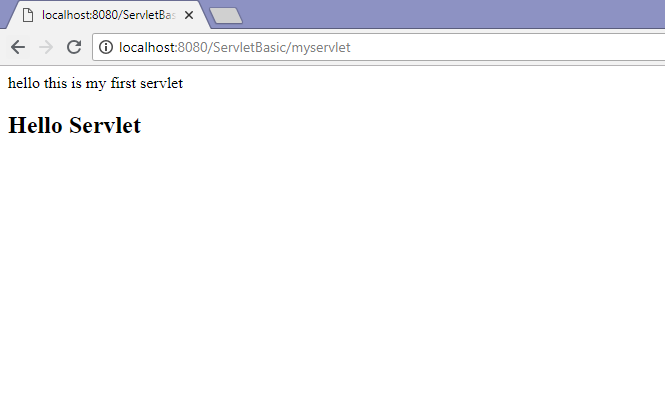 localhost:8080/ServletBas
localhost:8080/ServletBasic/myservlet
hello this is my first servlet
Hello Servlet